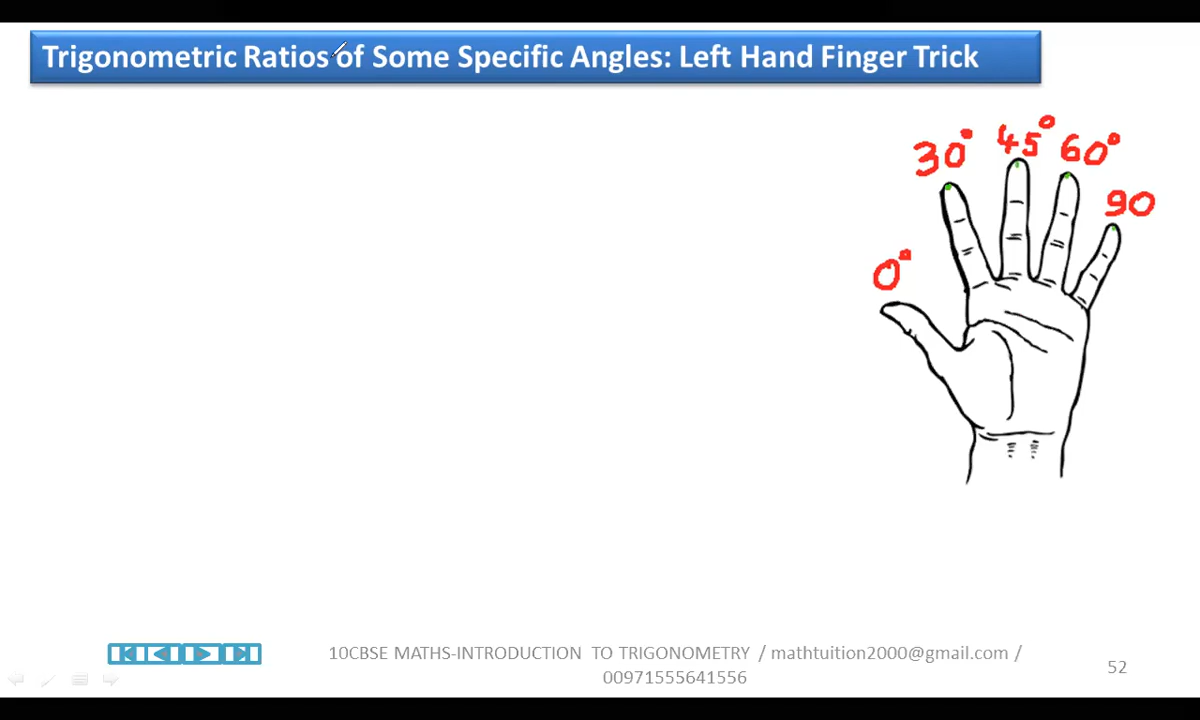 Trigonometric Ratios of Some Specific Angles: Left Hand Finger Trick
0° 30° 45° 60° 90
10CBSE MATHS-INTRODUCTION TO TRIGONOMETRY / mathtuition2000@gmail.com /
00971555641556
52